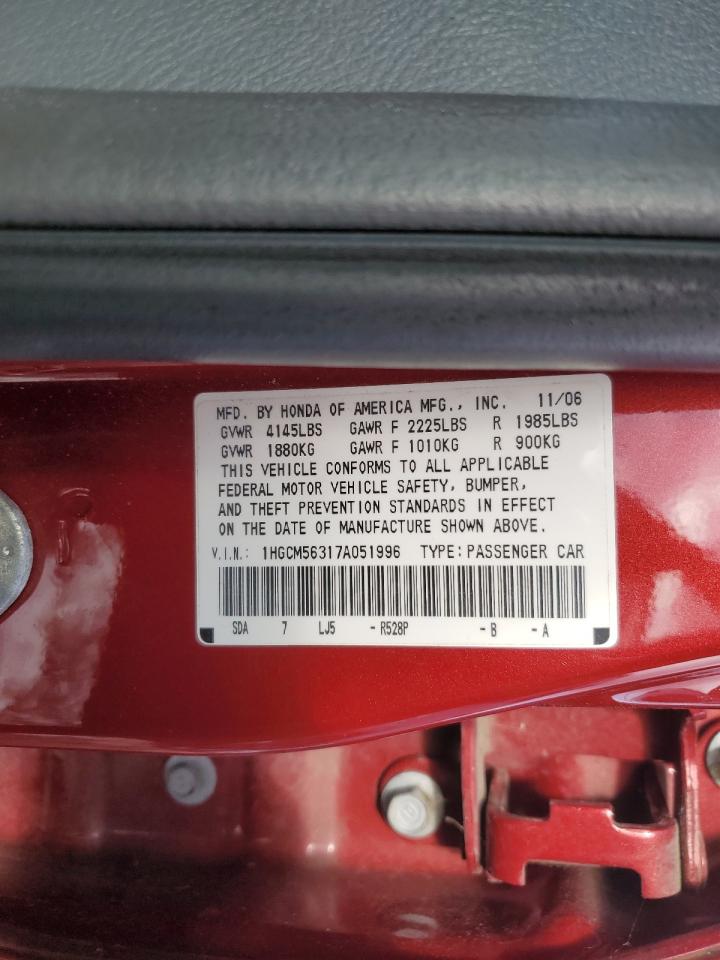 MFD. BY HONDA OF AMERICA MFG., INC. 11/06
GVWR 4145LBS GAWR F 2225LBS R 1985LBS
GVWR 1880KG GAWR F 1010KG R 900KG
THIS VEHICLE CONFORMS TO ALL APPLICABLE
FEDERAL MOTOR VEHICLE SAFETY, BUMPER,
AND THEFT PREVENTION STANDARDS IN EFFECT
ON THE DATE OF MANUFACTURE SHOWN ABOVE.
V.I.N.: 1HGCM56317A051996 TYPE: PASSENGER CAR
SDA 7 LJ5 - R528P - B - A